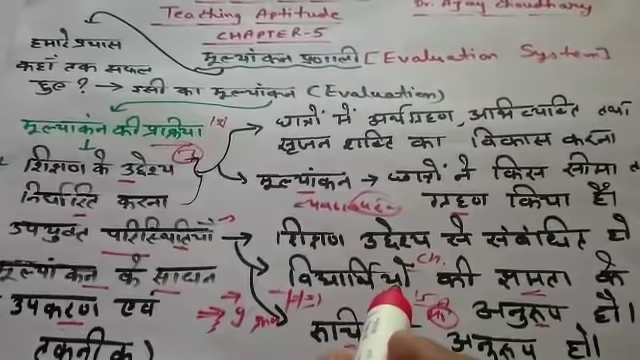 Teaching Aptitude
Dr. Ajay Choudhary
CHAPTER-5
मूल्यांकन प्रणाली [Evaluation System]
हमारे प्रयास
कहाँ तक सफल
हुए? → इसी का मूल्यांकन (Evaluation)
मूल्यांकन की प्रक्रिया
छात्रों में अर्थग्रहण, अभिव्यक्ति तथा
सृजन शक्ति का विकास करना
शिक्षण के उद्देश्य
निर्धारित करना
मूल्यांकन → छात्रों ने किस सीमा
ग्रहण किया है।
उपयुक्त परिस्थितियों
शिक्षण उद्देश्य से संबंधित हो
मूल्यांकन के साधन
विद्यार्थियों की क्षमता के
अनुरूप हो।
उपकरण एवं
तकनीक)
रुचि
अनुरूप हो।